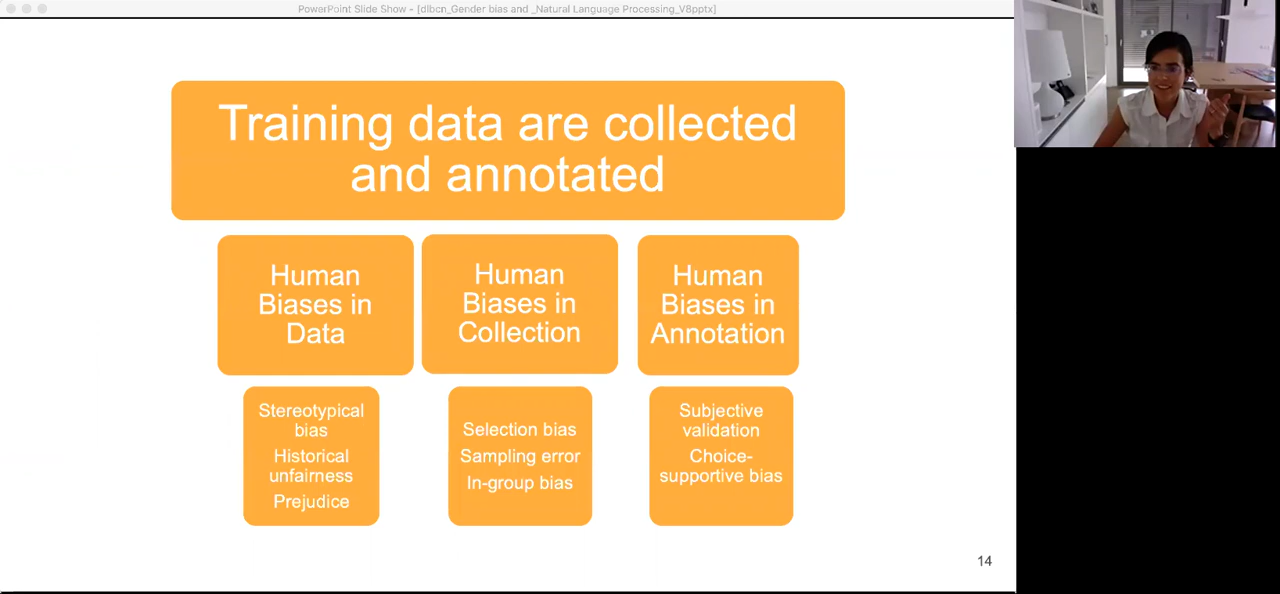 PowerPoint Slide Show - [dlbcn_Gender bias and _Natural Language Processing_V8pptx]
Training data are collected
and annotated
Human
Biases in
Data
Human
Biases in
Collection
Human
Biases in
Annotation
Stereotypical
bias
Historical
unfairness
Prejudice
Selection bias
Sampling error
In-group bias
Subjective
validation
Choice-
supportive bias
14